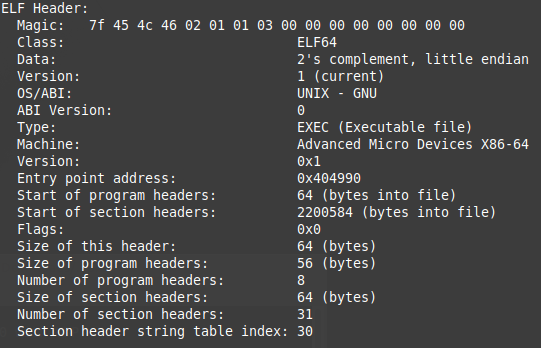 ELF Header:
  Magic:   7f 45 4c 46 02 01 01 03 00 00 00 00 00 00 00 00
  Class:                             ELF64
  Data:                              2's complement, little endian
  Version:                           1 (current)
  OS/ABI:                            UNIX - GNU
  ABI Version:                       0
  Type:                              EXEC (Executable file)
  Machine:                           Advanced Micro Devices X86-64
  Version:                           0x1
  Entry point address:               0x404990
  Start of program headers:          64 (bytes into file)
  Start of section headers:          2200584 (bytes into file)
  Flags:                             0x0
  Size of this header:               64 (bytes)
  Size of program headers:           56 (bytes)
  Number of program headers:         8
  Size of section headers:           64 (bytes)
  Number of section headers:         31
  Section header string table index: 30